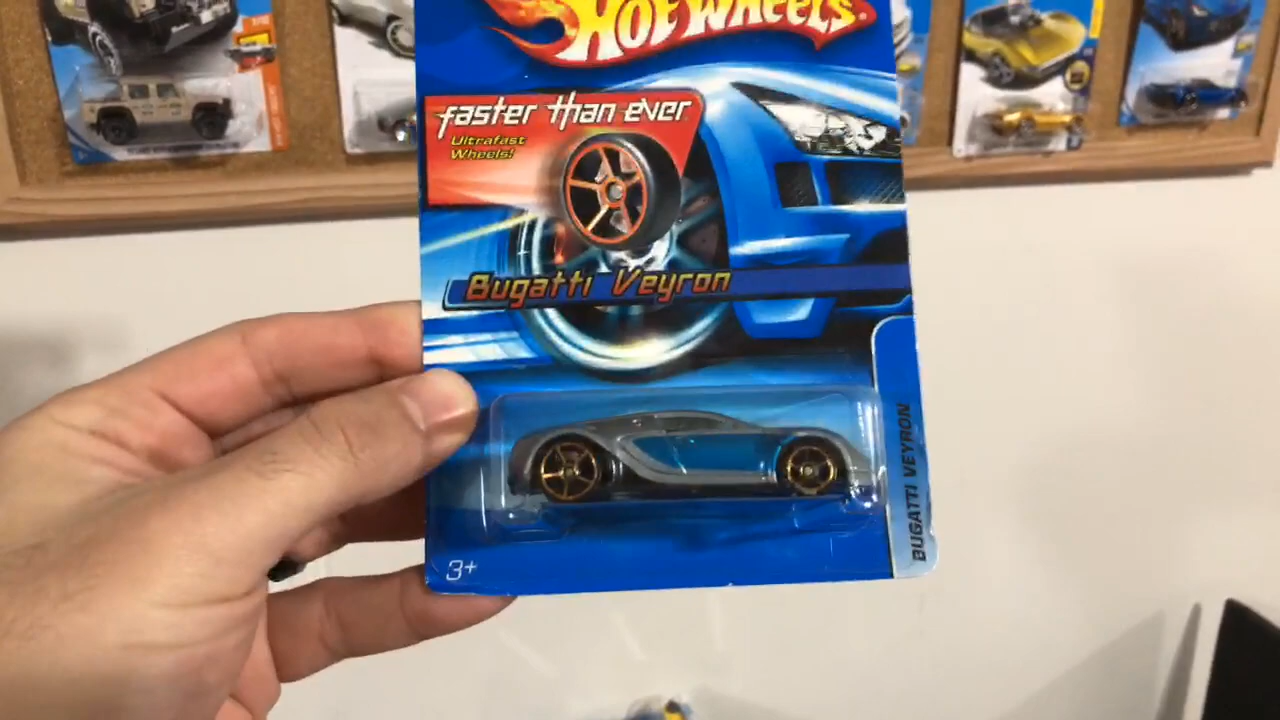 HOT WHEELS
faster than ever
Ultrafast
Wheels!
Bugatti Veyron
BUGATTI VEYRON
3+